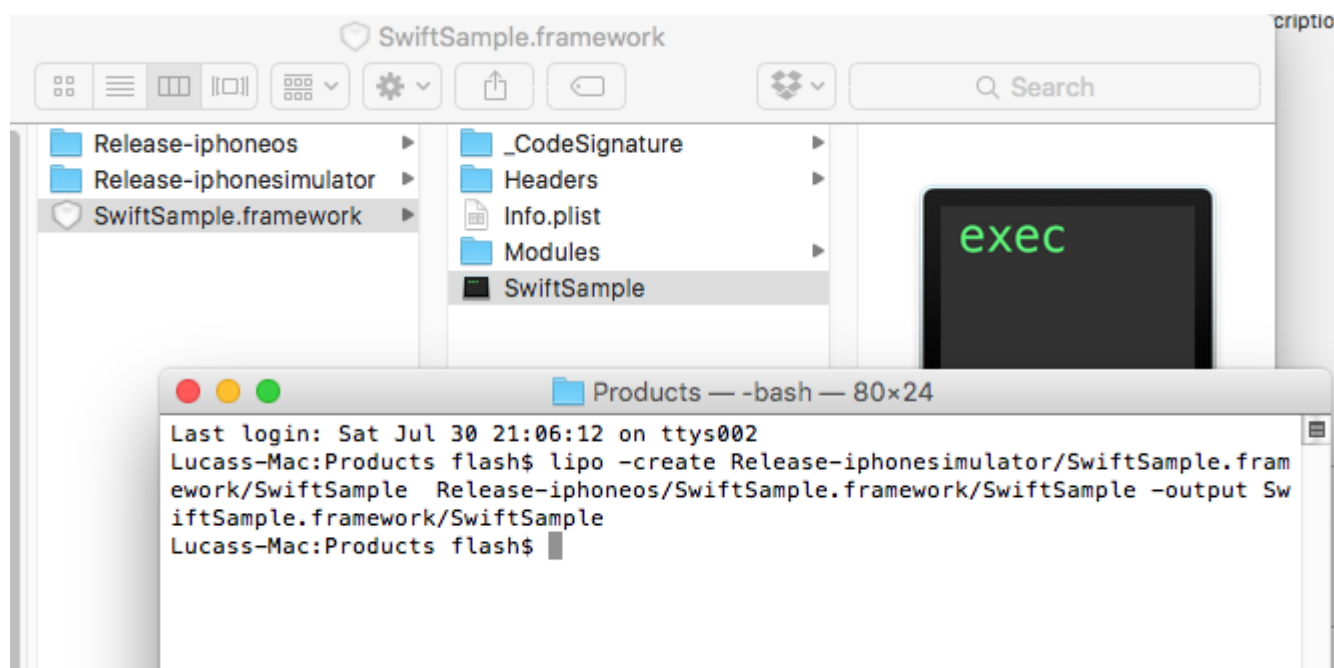 criptio
SwiftSample.framework
Search
Release-iphoneos
Release-iphonesimulator
SwiftSample.framework
_CodeSignature
Headers
Info.plist
Modules
SwiftSample
exec
Products — -bash — 80×24
Last login: Sat Jul 30 21:06:12 on ttys002
Lucass-Mac:Products flash$ lipo -create Release-iphonesimulator/SwiftSample.fram
ework/SwiftSample  Release-iphoneos/SwiftSample.framework/SwiftSample -output Sw
iftSample.framework/SwiftSample
Lucass-Mac:Products flash$